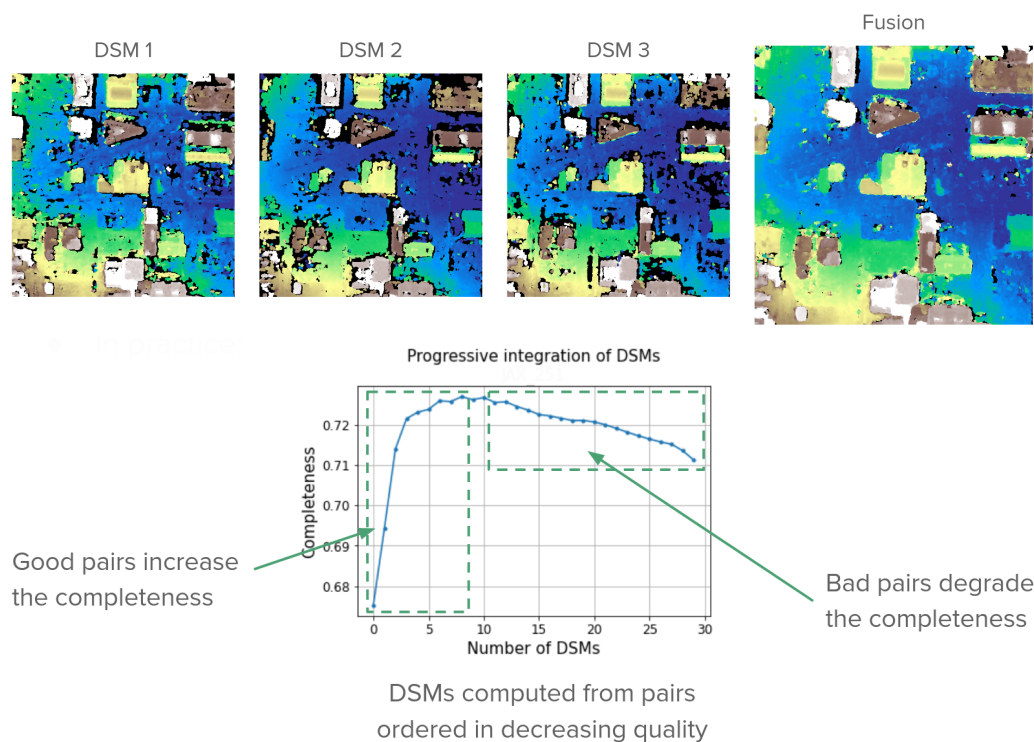 DSM 1
DSM 2
DSM 3
Fusion
In practice
Progressive integration of DSMs
Completeness
0.72
0.71
0.70
0.69
0.68
0
5
10
15
20
25
30
Number of DSMs
Good pairs increase
the completeness
Bad pairs degrade
the completeness
DSMs computed from pairs
ordered in decreasing quality